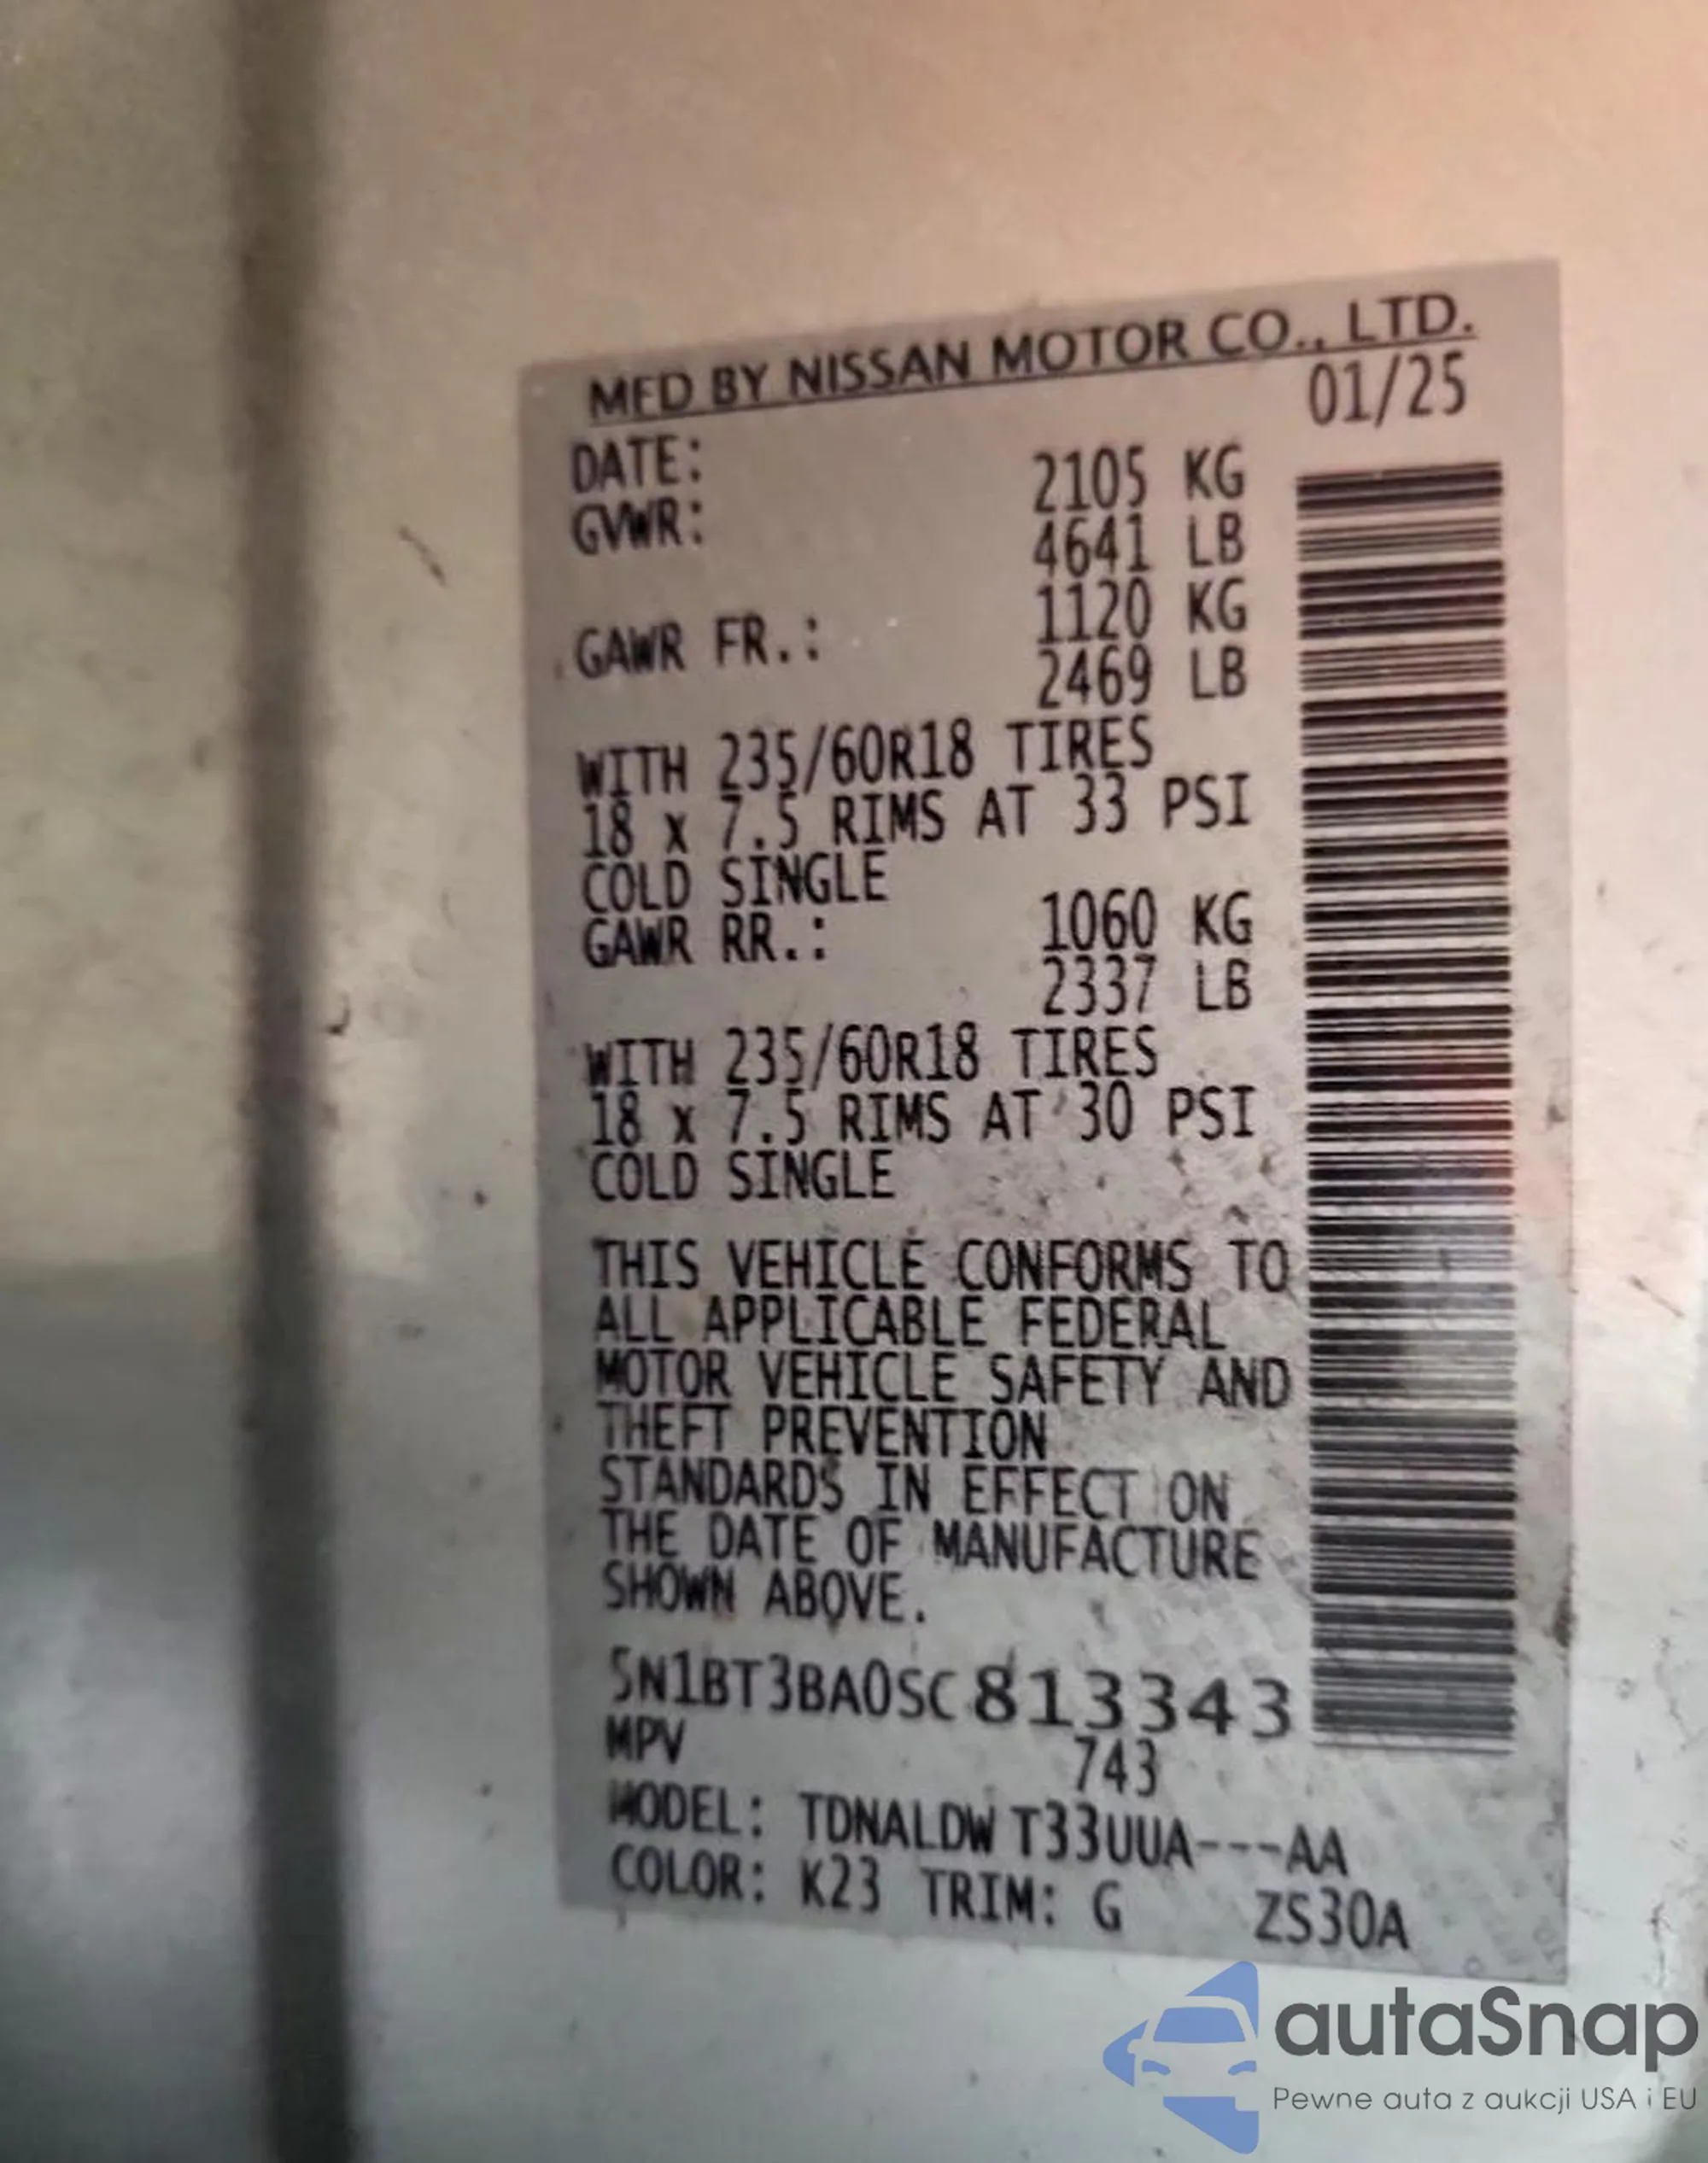 MFD BY NISSAN MOTOR CO., LTD.
DATE: 01/25
GVWR: 2105 KG
4641 LB
GAWR FR.: 1120 KG
2469 LB
WITH 235/60R18 TIRES
18 x 7.5 RIMS AT 33 PSI
COLD SINGLE
GAWR RR.: 1060 KG
2337 LB
WITH 235/60R18 TIRES
18 x 7.5 RIMS AT 30 PSI
COLD SINGLE
THIS VEHICLE CONFORMS TO
ALL APPLICABLE FEDERAL
MOTOR VEHICLE SAFETY AND
THEFT PREVENTION
STANDARDS IN EFFECT ON
THE DATE OF MANUFACTURE
SHOWN ABOVE.
5N1BT3BA0SC813343
MPV 743
MODEL: TDNALDW T33UUA---AA
COLOR: K23 TRIM: G ZS30A
autaSnap
Pewne auta z aukcji USA i EU